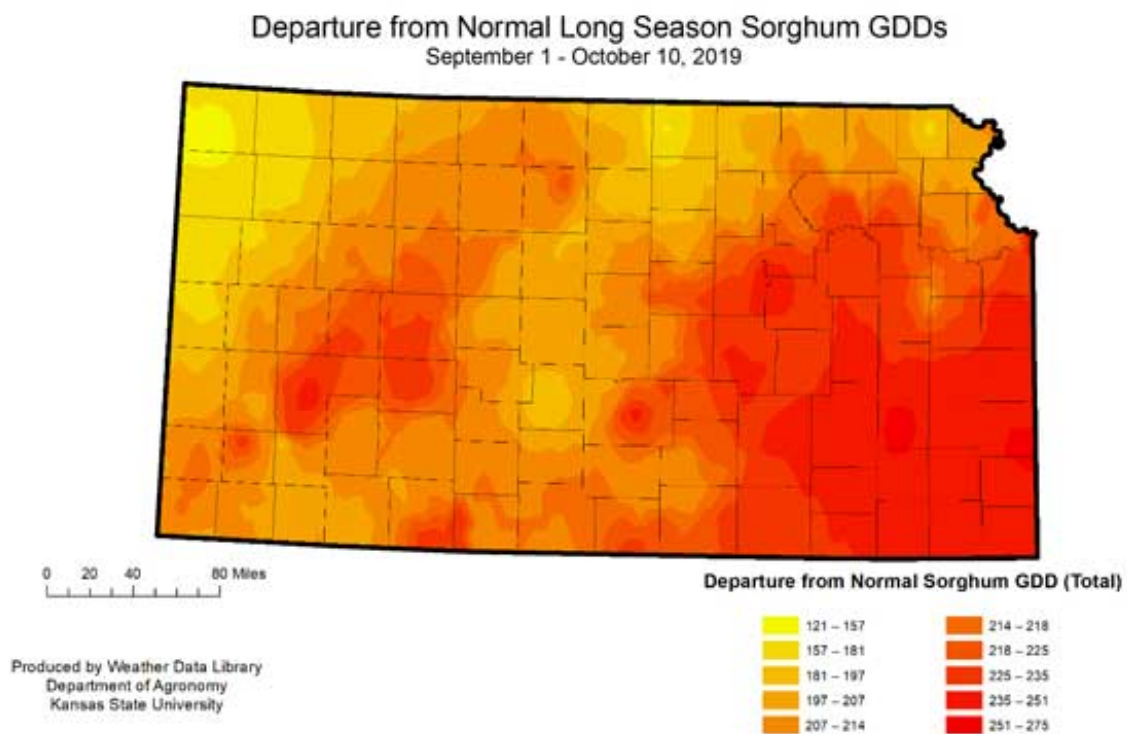 Departure from Normal Long Season Sorghum GDDs
September 1 - October 10, 2019
0 20 40 80 Miles
Departure from Normal Sorghum GDD (Total)
121 – 157
157 – 181
181 – 197
197 – 207
207 – 214
214 – 218
218 – 225
225 – 235
235 – 251
251 – 275
Produced by Weather Data Library
Department of Agronomy
Kansas State University